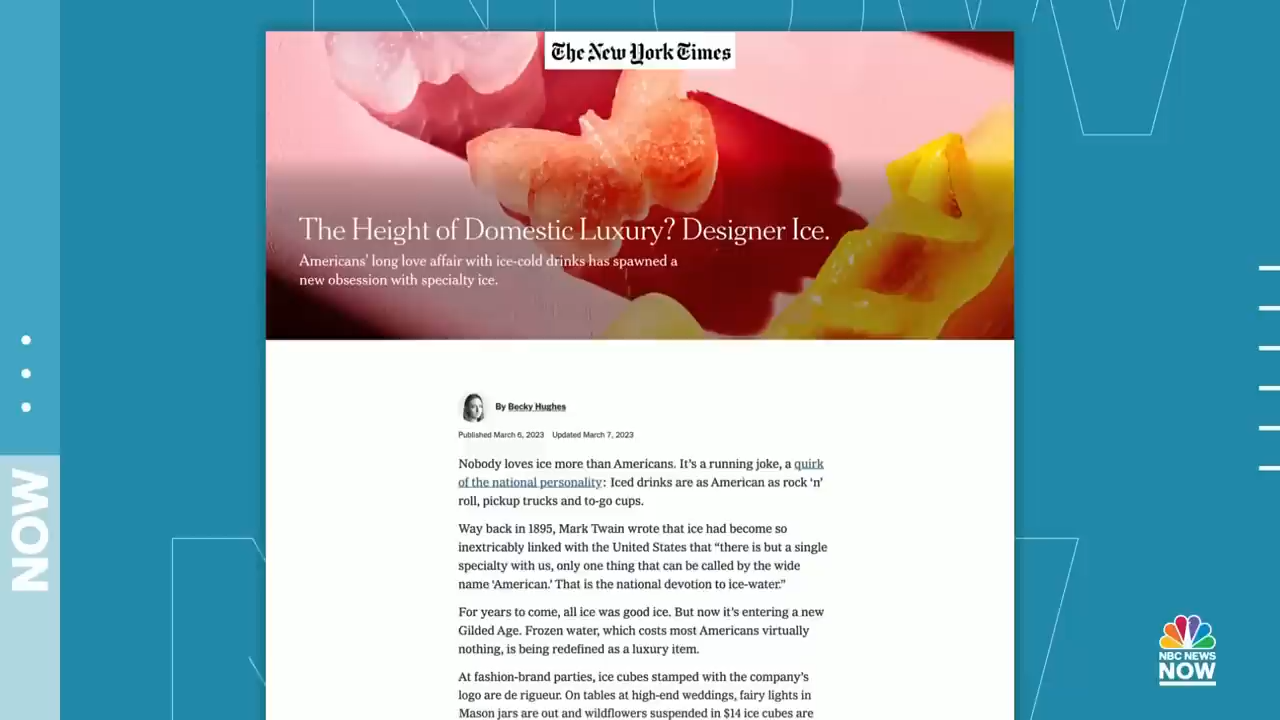 The New York Times
The Height of Domestic Luxury? Designer Ice.
Americans’ long love affair with ice-cold drinks has spawned a
new obsession with specialty ice.
By Becky Hughes
Published March 6, 2023 Updated March 7, 2023
Nobody loves ice more than Americans. It’s a running joke, a quirk
of the national personality: Iced drinks are as American as rock ‘n’
roll, pickup trucks and to-go cups.
Way back in 1895, Mark Twain wrote that ice had become so
inextricably linked with the United States that “there is but a single
specialty with us, only one thing that can be called by the wide
name ‘American.’ That is the national devotion to ice-water.”
For years to come, all ice was good ice. But now it’s entering a new
Gilded Age. Frozen water, which costs most Americans virtually
nothing, is being redefined as a luxury item.
At fashion-brand parties, ice cubes stamped with the company’s
logo are de rigueur. On tables at high-end weddings, fairy lights in
Mason jars are out and wildflowers suspended in $14 ice cubes are
NOW
NBC NEWS
NOW
NOW